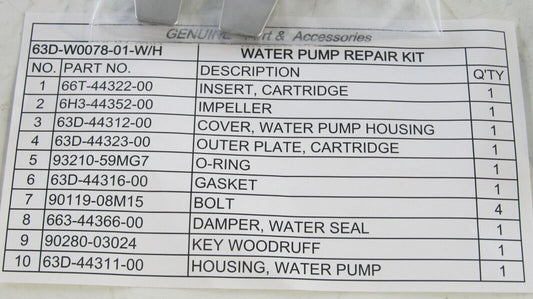 GENUINE Part & Accessories
63D-W0078-01-W/H WATER PUMP REPAIR KIT
NO. PART NO. DESCRIPTION Q'TY
1 66T-44322-00 INSERT, CARTRIDGE 1
2 6H3-44352-00 IMPELLER 1
3 63D-44312-00 COVER, WATER PUMP HOUSING 1
4 63D-44323-00 OUTER PLATE, CARTRIDGE 1
5 93210-59MG7 O-RING 1
6 63D-44316-00 GASKET 1
7 90119-08M15 BOLT 4
8 663-44366-00 DAMPER, WATER SEAL 1
9 90280-03024 KEY WOODRUFF 1
10 63D-44311-00 HOUSING, WATER PUMP 1